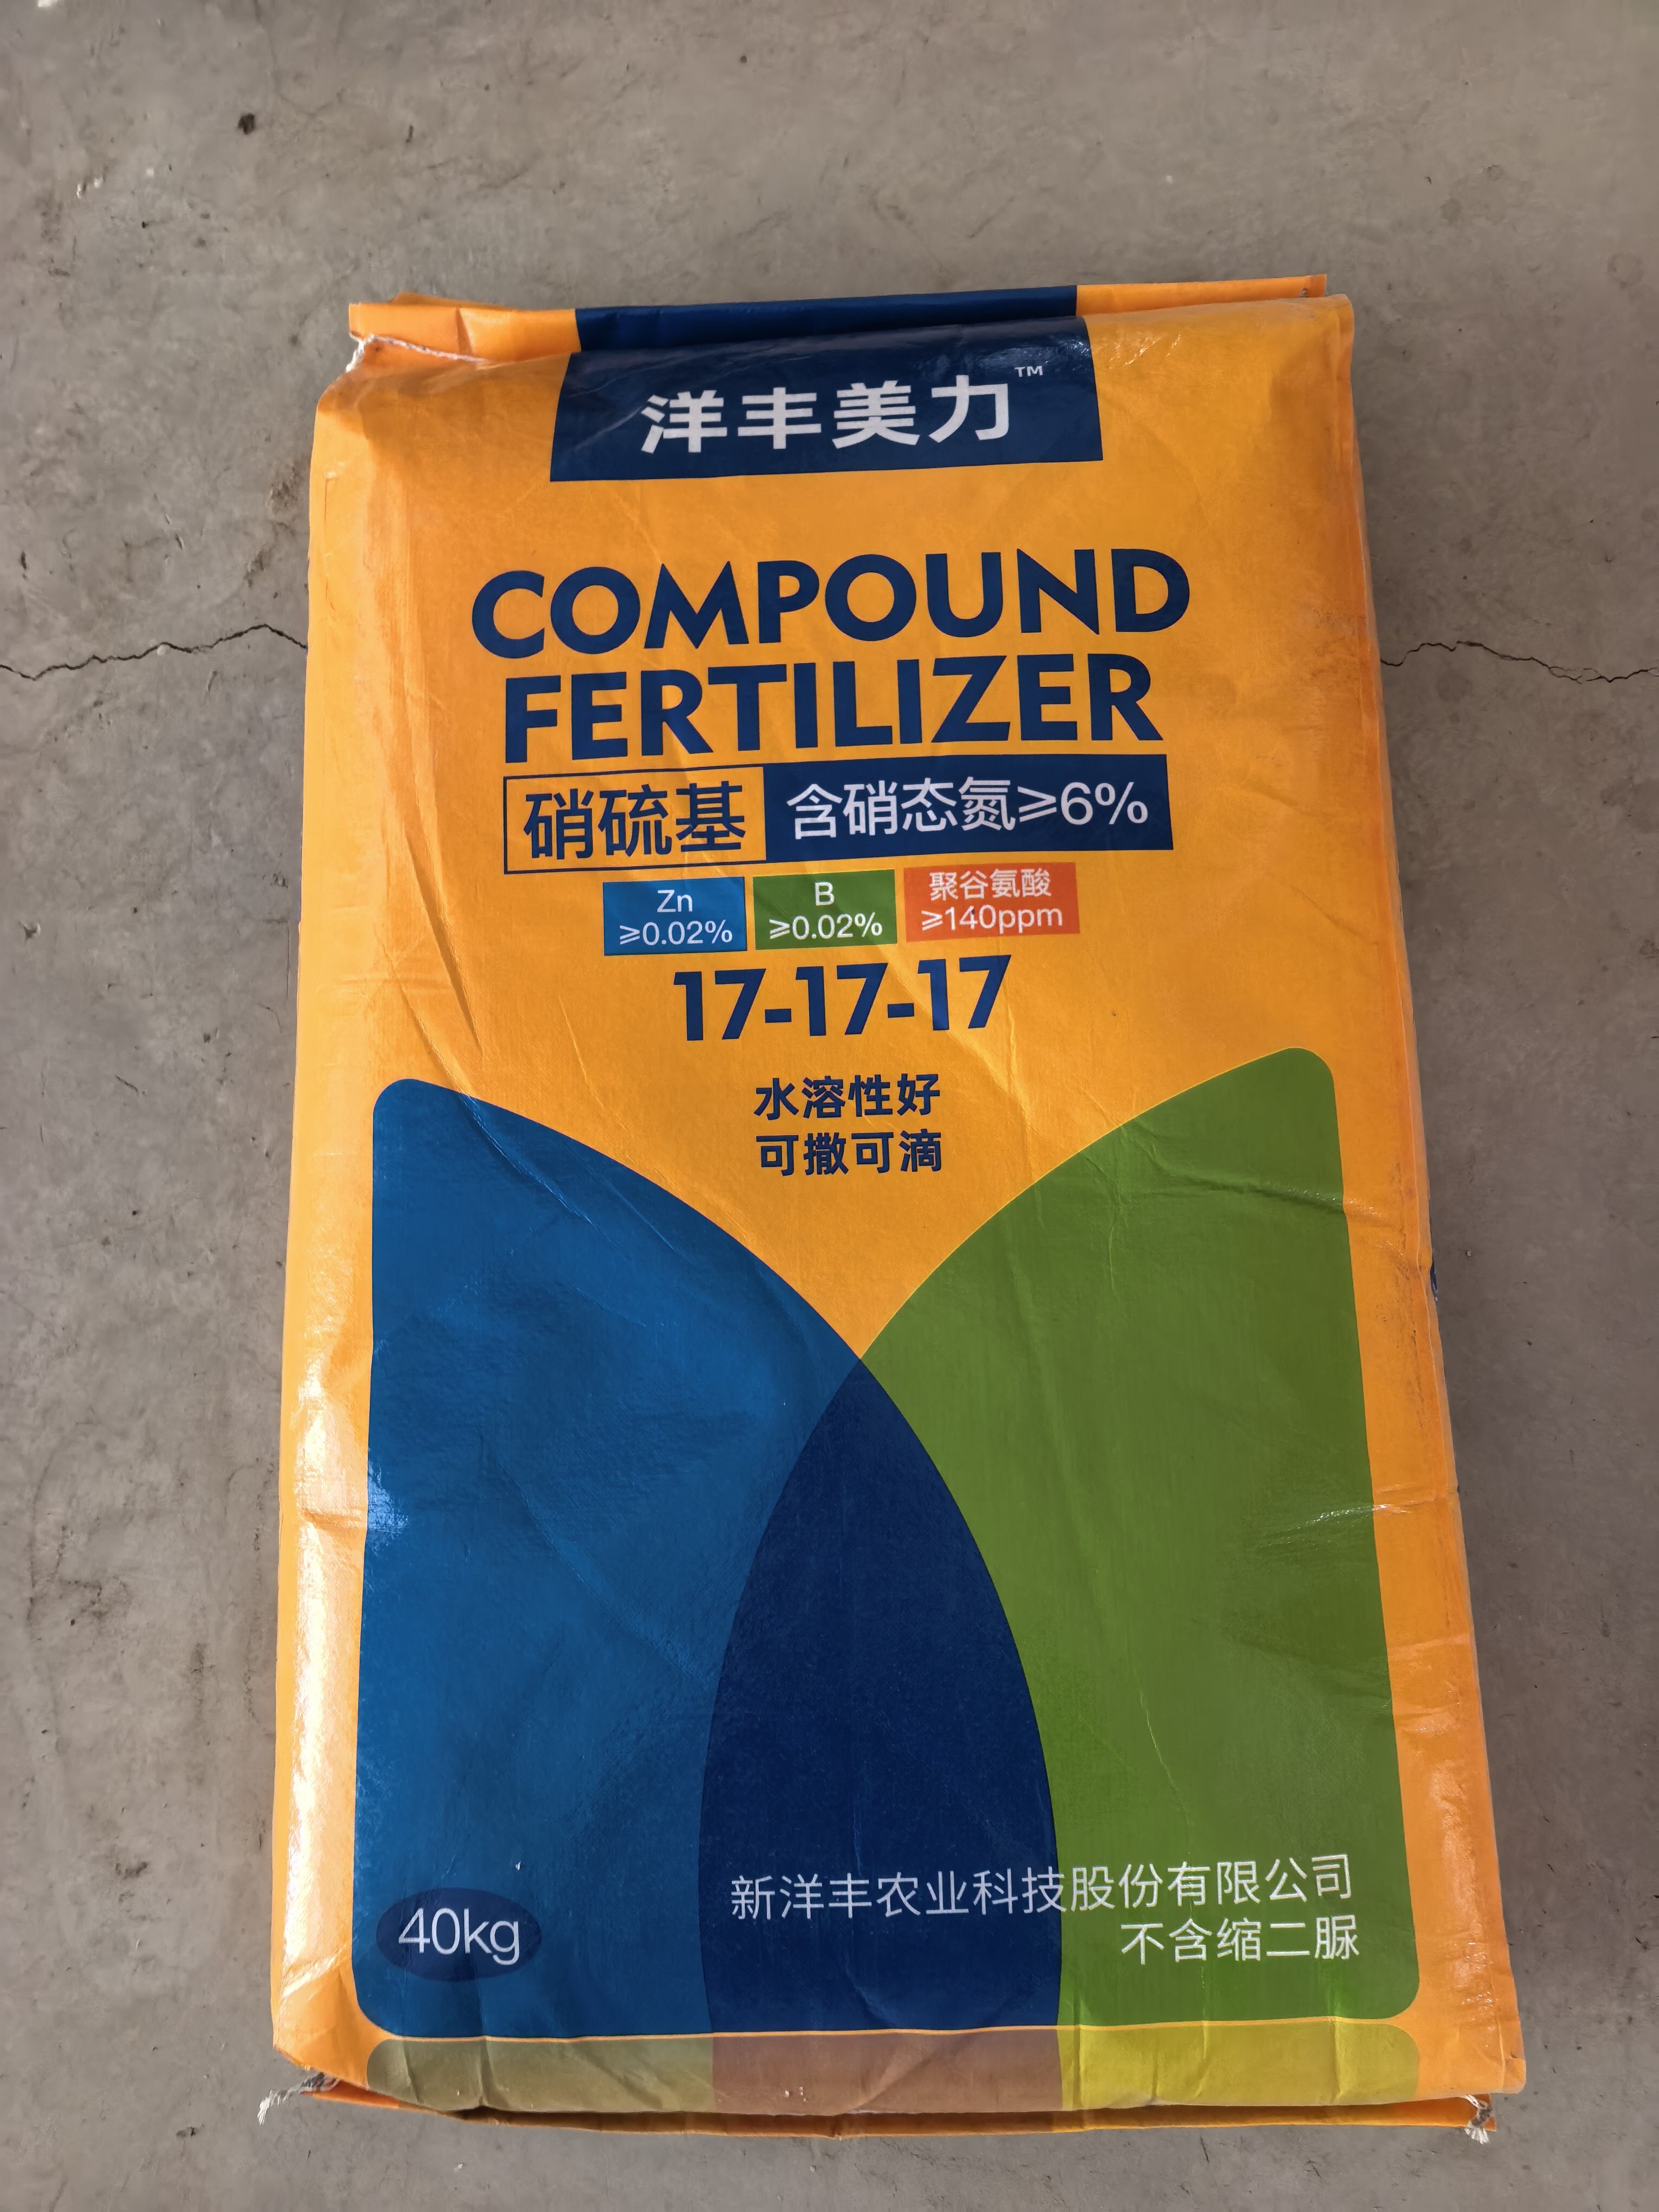 洋丰美力™
COMPOUND
FERTILIZER
硝硫基 含硝态氮≥6%
Zn ≥0.02%
B ≥0.02%
聚谷氨酸 ≥140ppm
17-17-17
水溶性好
可撒可滴
40kg
新洋丰农业科技股份有限公司
不含缩二脲